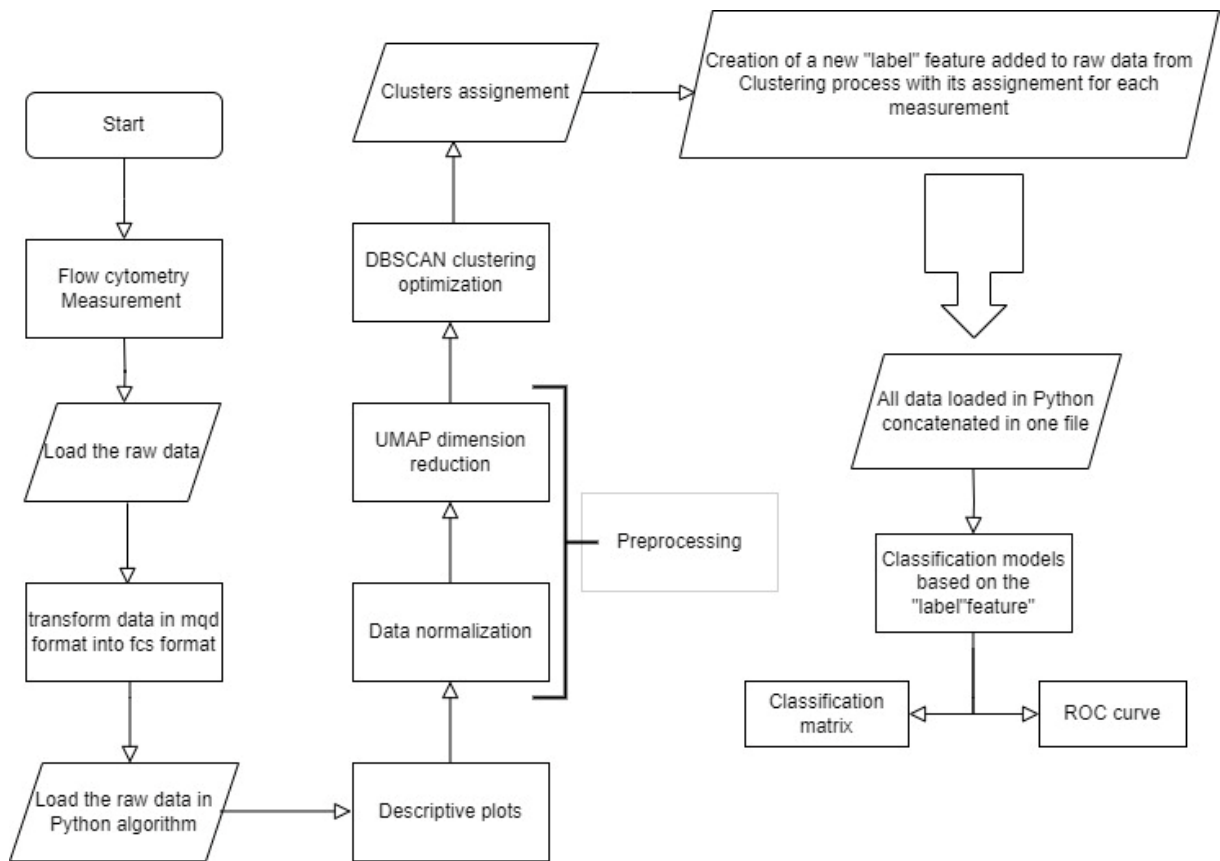 Start
Flow cytometry
Measurement
Load the raw data
transform data in mqd
format into fcs format
Load the raw data in
Python algorithm
Descriptive plots
Data normalization
UMAP dimension
reduction
Preprocessing
DBSCAN clustering
optimization
Clusters assignement
Creation of a new "label" feature added to raw data from
Clustering process with its assignement for each
measurement
All data loaded in Python
concatenated in one file
Classification models
based on the
"label"feature"
Classification
matrix
ROC curve